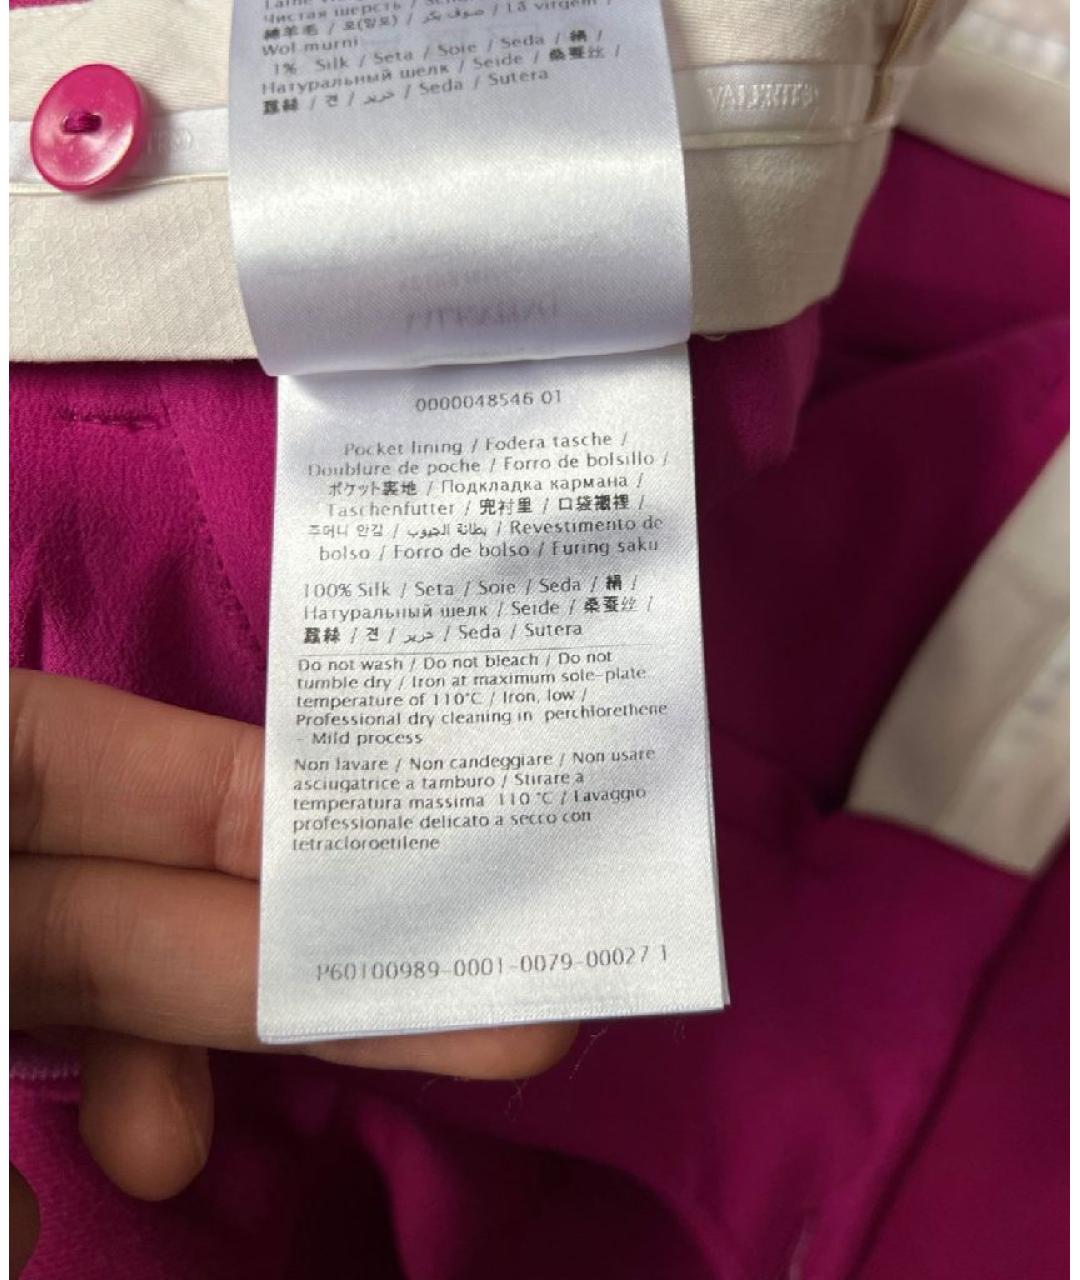 Чистая шерсть /
綿羊毛 / 모(양모) / صوف بكر / Lã virgem /
Wol murni
1% Silk / Seta / Soie / Seda / 絹 /
Натуральный шелк / Seide / 桑蚕丝 /
蠶絲 / 견 / حرير / Seda / Sutera
VALENTINO
0000048546 01
Pocket lining / Fodera tasche /
Doublure de poche / Forro de bolsillo /
ポケット裏地 / Подкладка кармана /
Taschenfutter / 兜衬里 / 口袋襯裡 /
주머니 안감 / بطانة الجيوب / Revestimento de
bolso / Forro de bolso / Furing saku
100% Silk / Seta / Soie / Seda / 絹 /
Натуральный шелк / Seide / 桑蚕丝 /
蠶絲 / 견 / حرير / Seda / Sutera
Do not wash / Do not bleach / Do not
tumble dry / Iron at maximum sole-plate
temperature of 110°C / Iron, low /
Professional dry cleaning in perchlorethene
- Mild process
Non lavare / Non candeggiare / Non usare
asciugatrice a tamburo / Stirare a
temperatura massima 110 °C / Lavaggio
professionale delicato a secco con
tetracloroetilene
P60100989-0001-0079-00027 1